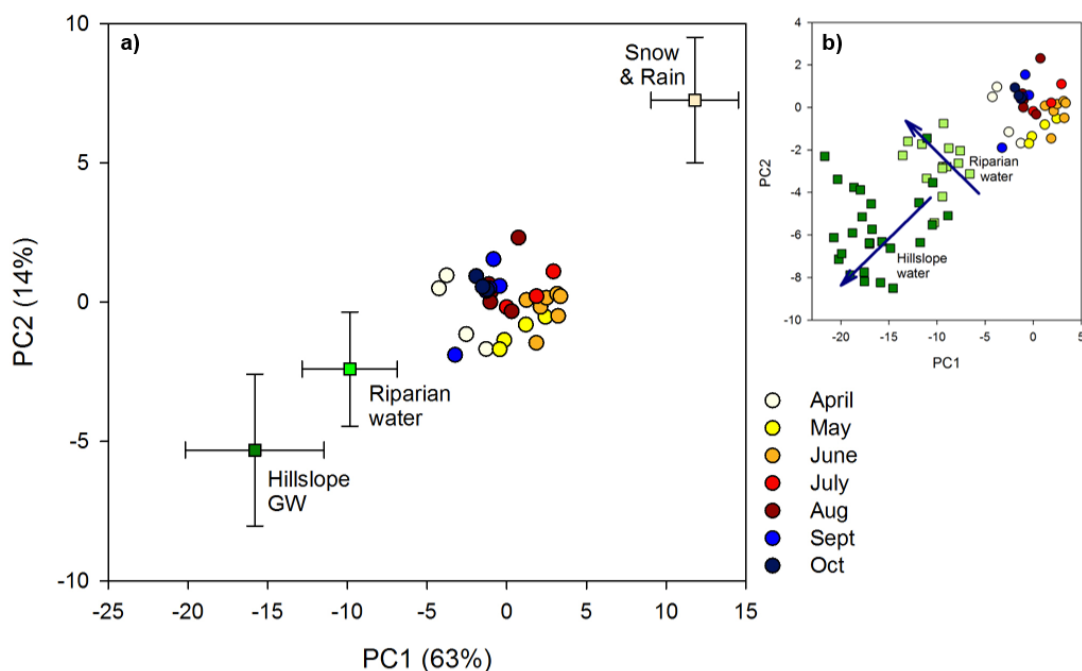 a)
10
5
0
-5
-10
PC2 (14%)
Snow
& Rain
Riparian
water
Hillslope
GW
-25
-20
-15
-10
-5
0
5
10
15
PC1 (63%)
b)
4
2
0
-2
-4
-6
-8
-10
PC2
Riparian
water
Hillslope
water
-20
-15
-10
-5
0
5
PC1
April
May
June
July
Aug
Sept
Oct